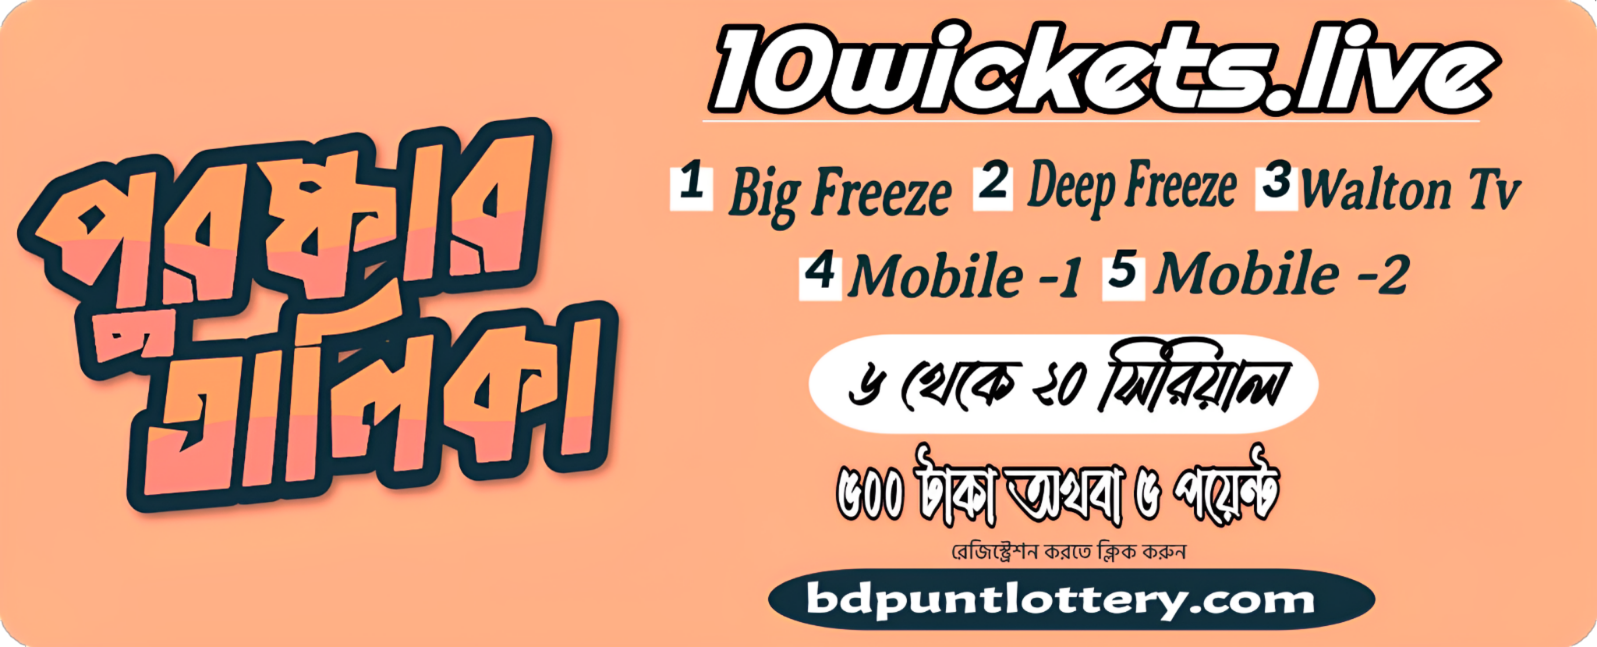 পুরস্কার
তালিকা
10wickets.live
1 Big Freeze 2 Deep Freeze 3 Walton Tv
4 Mobile -1 5 Mobile -2
৬ থেকে ২০ সিরিয়াল
৫০০ টাকা অথবা ৫ পয়েন্ট
রেজিস্ট্রেশন করতে ক্লিক করুন
bdpuntlottery.com